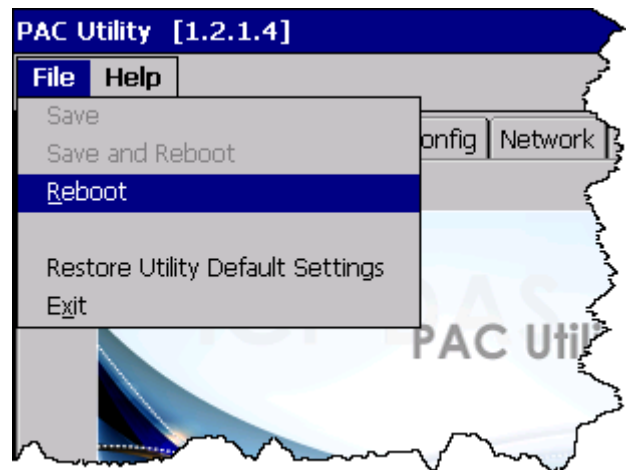 PAC Utility [1.2.1.4]
File Help
Save
Save and Reboot
Reboot
Restore Utility Default Settings
Exit
onfig Network
PAC Util